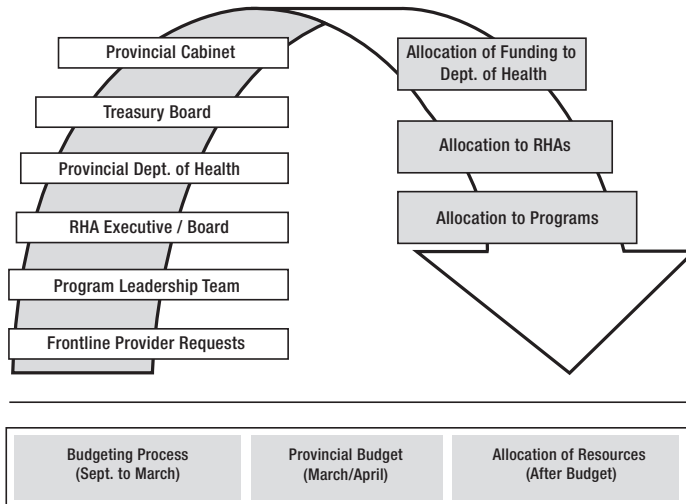 Provincial Cabinet
Treasury Board
Provincial Dept. of Health
RHA Executive / Board
Program Leadership Team
Frontline Provider Requests
Allocation of Funding to
Dept. of Health
Allocation to RHAs
Allocation to Programs
Budgeting Process
(Sept. to March)
Provincial Budget
(March/April)
Allocation of Resources
(After Budget)